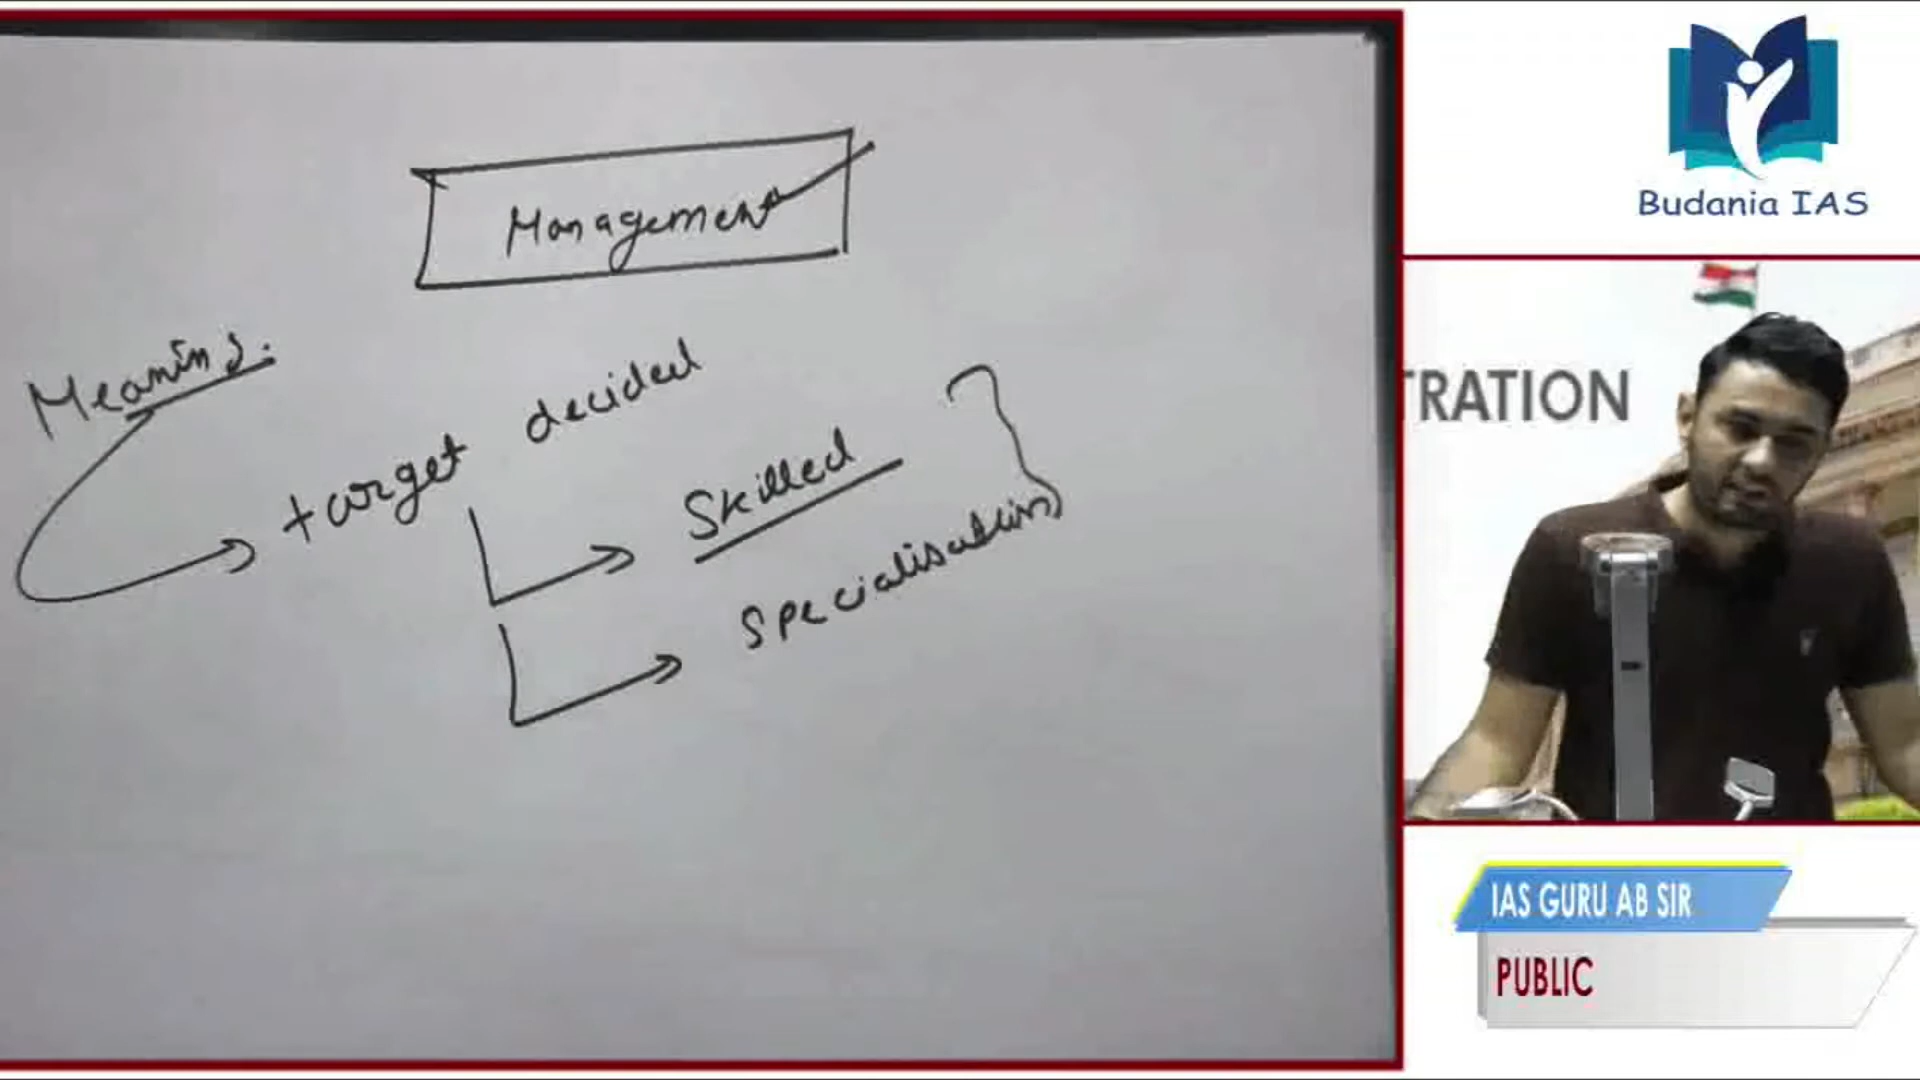 Management
Meaning:
target decided
Skilled
Specialisation
Budania IAS
TRATION
IAS GURU AB SIR
PUBLIC